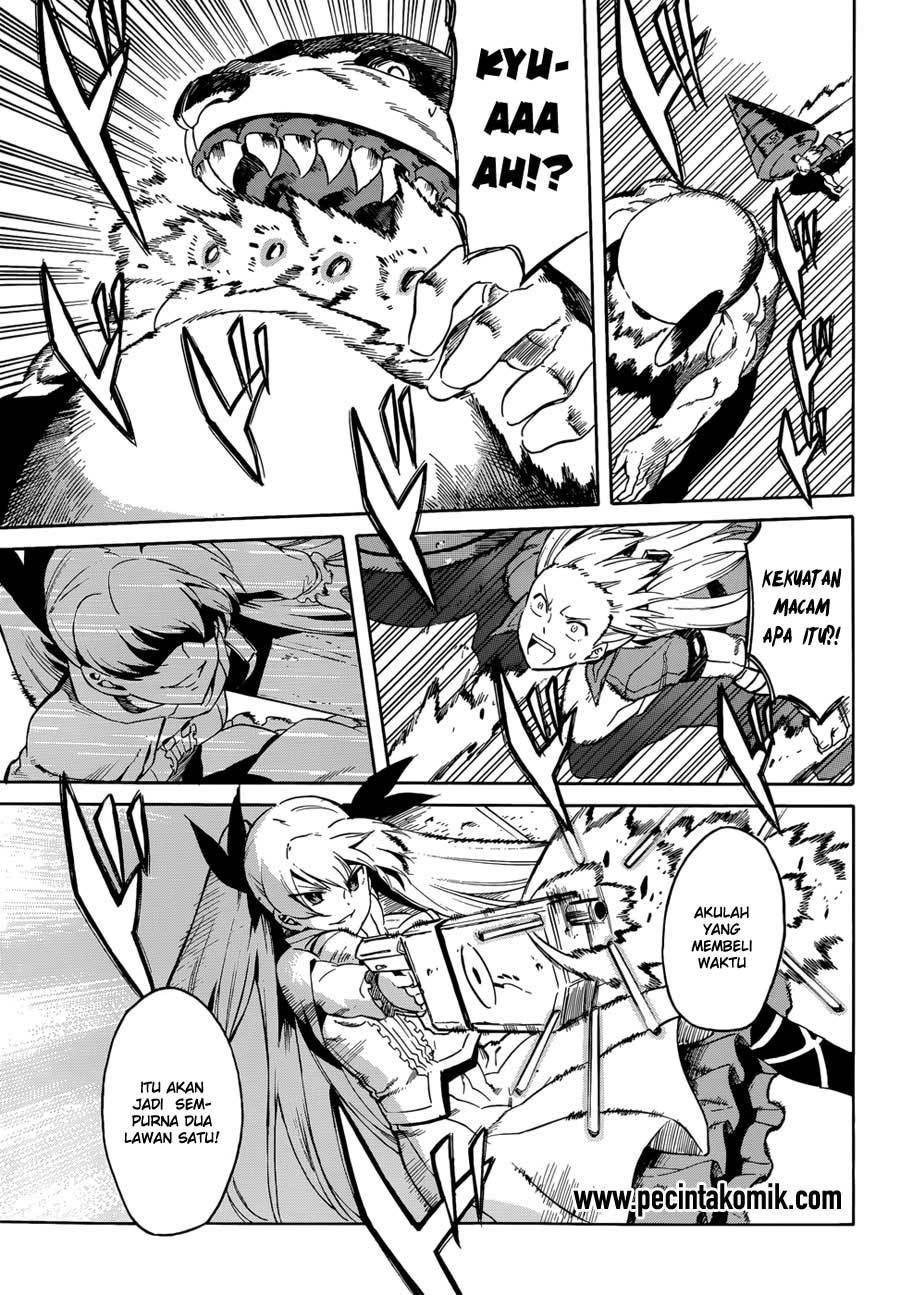 KYU-
AAA
AH!?
KEKUATAN
MACAM
APA ITU?!
AKULAH
YANG
MEMBELI
WAKTU
ITU AKAN
JADI SEM-
PURNA DUA
LAWAN SATU!
www.pecintakomik.com